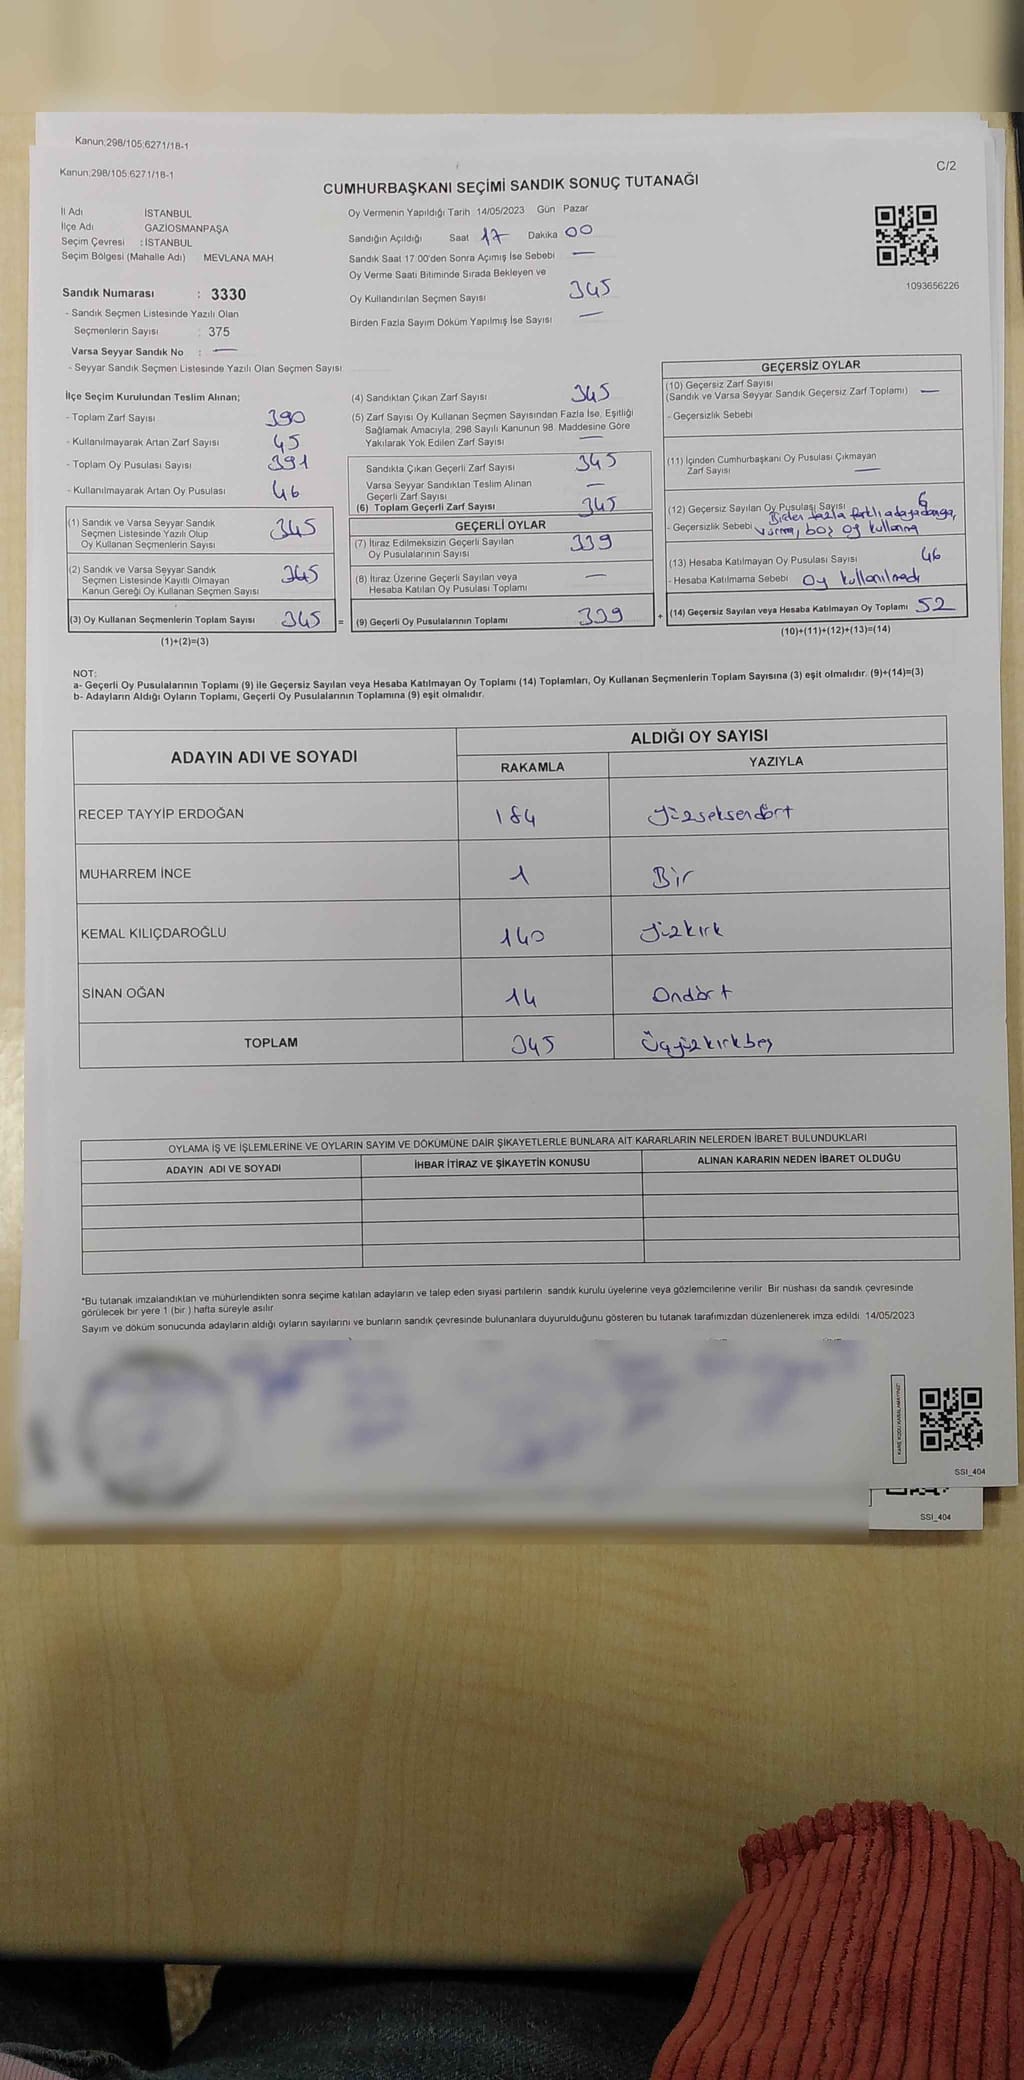 Kanun;298/105;6271/18-1
Kanun;298/105;6271/18-1
C/2
CUMHURBAŞKANI SEÇİMİ SANDIK SONUÇ TUTANAĞI
İl Adı İSTANBUL
İlçe Adı GAZİOSMANPAŞA
Seçim Çevresi : İSTANBUL
Seçim Bölgesi (Mahalle Adı) MEVLANA MAH
Sandık Numarası : 3330
- Sandık Seçmen Listesinde Yazılı Olan
Seçmenlerin Sayısı : 375
Varsa Seyyar Sandık No : —
- Seyyar Sandık Seçmen Listesinde Yazılı Olan Seçmen Sayısı
Oy Vermenin Yapıldığı Tarih 14/05/2023 Gün Pazar
Sandığın Açıldığı Saat 17 Dakika 00
Sandık Saat 17:00'den Sonra Açımış İse Sebebi —
Oy Verme Saati Bitiminde Sırada Bekleyen ve
Oy Kullandırılan Seçmen Sayısı 345
Birden Fazla Sayım Döküm Yapılmış İse Sayısı —
1093656226
İlçe Seçim Kurulundan Teslim Alınan;
- Toplam Zarf Sayısı 390
- Kullanılmayarak Artan Zarf Sayısı 45
- Toplam Oy Pusulası Sayısı 391
- Kullanılmayarak Artan Oy Pusulası 46
(1) Sandık ve Varsa Seyyar Sandık
Seçmen Listesinde Yazılı Olup
Oy Kullanan Seçmenlerin Sayısı 345
(2) Sandık ve Varsa Seyyar Sandık
Seçmen Listesinde Kayıtlı Olmayan
Kanun Gereği Oy Kullanan Seçmen Sayısı 345
(3) Oy Kullanan Seçmenlerin Toplam Sayısı 345 =
(1)+(2)=(3)
(4) Sandıktan Çıkan Zarf Sayısı 345
(5) Zarf Sayısı Oy Kullanan Seçmen Sayısından Fazla İse, Eşitliği
Sağlamak Amacıyla, 298 Sayılı Kanunun 98. Maddesine Göre
Yakılarak Yok Edilen Zarf Sayısı —
Sandıkta Çıkan Geçerli Zarf Sayısı 345
Varsa Seyyar Sandıktan Teslim Alınan
Geçerli Zarf Sayısı —
(6) Toplam Geçerli Zarf Sayısı 345
GEÇERLİ OYLAR
(7) İtiraz Edilmeksizin Geçerli Sayılan
Oy Pusulalarının Sayısı 339
(8) İtiraz Üzerine Geçerli Sayılan veya
Hesaba Katılan Oy Pusulası Toplamı —
(9) Geçerli Oy Pusulalarının Toplamı 339 +
GEÇERSİZ OYLAR
(10) Geçersiz Zarf Sayısı
(Sandık ve Varsa Seyyar Sandık Geçersiz Zarf Toplamı) —
- Geçersizlik Sebebi
(11) İçinden Cumhurbaşkanı Oy Pusulası Çıkmayan
Zarf Sayısı —
(12) Geçersiz Sayılan Oy Pusulası Sayısı 6
- Geçersizlik Sebebi Birden fazla farklı adaya damga,
vurma, boş oy kullanma
(13) Hesaba Katılmayan Oy Pusulası Sayısı 46
- Hesaba Katılmama Sebebi Oy kullanılmadı
(14) Geçersiz Sayılan veya Hesaba Katılmayan Oy Toplamı 52
(10)+(11)+(12)+(13)=(14)
NOT:
a- Geçerli Oy Pusulalarının Toplamı (9) ile Geçersiz Sayılan veya Hesaba Katılmayan Oy Toplamı (14) Toplamları, Oy Kullanan Seçmenlerin Toplam Sayısına (3) eşit olmalıdır. (9)+(14)=(3)
b- Adayların Aldığı Oyların Toplamı, Geçerli Oy Pusulalarının Toplamına (9) eşit olmalıdır.
ADAYIN ADI VE SOYADI
ALDIĞI OY SAYISI
RAKAMLA YAZIYLA
RECEP TAYYİP ERDOĞAN 184 yüzseksendört
MUHARREM İNCE 1 Bir
KEMAL KILIÇDAROĞLU 140 yüzkırk
SİNAN OĞAN 14 Ondört
TOPLAM 345 Üçyüzkırkbeş
OYLAMA İŞ VE İŞLEMLERİNE VE OYLARIN SAYIM VE DÖKÜMÜNE DAİR ŞİKAYETLERLE BUNLARA AİT KARARLARIN NELERDEN İBARET BULUNDUKLARI
ADAYIN ADI VE SOYADI İHBAR İTİRAZ VE ŞİKAYETİN KONUSU ALINAN KARARIN NEDEN İBARET OLDUĞU
*Bu tutanak imzalandıktan ve mühürlendikten sonra seçime katılan adayların ve talep eden siyasi partilerin sandık kurulu üyelerine veya gözlemcilerine verilir. Bir nüshası da sandık çevresinde
görülecek bir yere 1 (bir ) hafta süreyle asılır.
Sayım ve döküm sonucunda adayların aldığı oyların sayılarını ve bunların sandık çevresinde bulunanlara duyurulduğunu gösteren bu tutanak tarafımızdan düzenlenerek imza edildi. 14/05/2023
KARE KODU KARALAMAYINIZ!
SSI_404
SSI_404